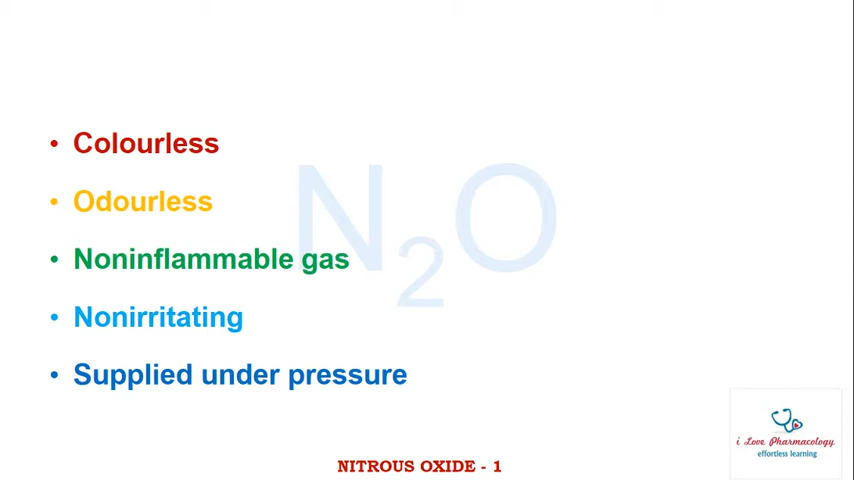 N2O
• Colourless
• Odourless
• Noninflammable gas
• Nonirritating
• Supplied under pressure
i Love Pharmacology
effortless learning
NITROUS OXIDE - 1